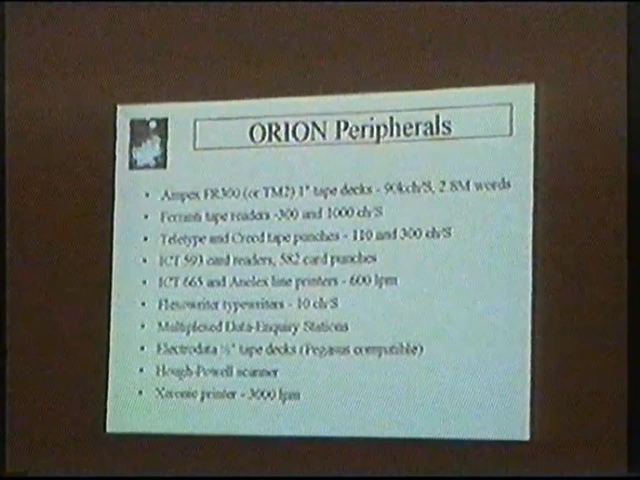 ORION Peripherals
• Ampex FR300 (or TM2) 1" tape decks - 90kch/S, 2.8M words
• Ferranti tape readers -300 and 1000 ch/S
• Teletype and Creed tape punches - 110 and 300 ch/S
• ICT 593 card readers, 582 card punches
• ICT 665 and Anelex line printers - 600 lpm
• Flexowriter typewriters - 10 ch/S
• Multiplexed Data-Enquiry Stations
• Electrodata ½" tape decks (Pegasus compatible)
• Hough-Powell scanner
• Xeronic printer - 3000 lpm